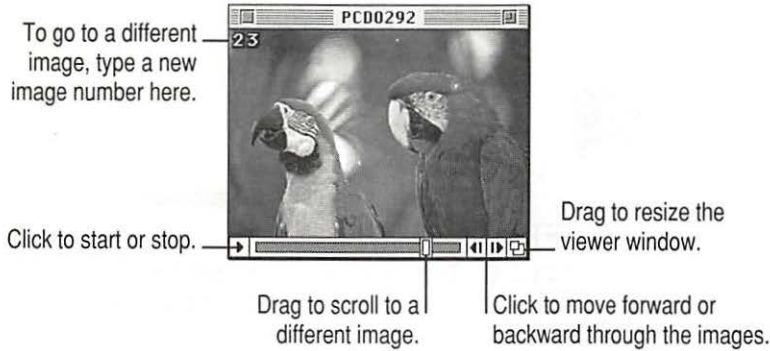 PCD0292
To go to a different
image, type a new
image number here.
23
Click to start or stop.
Drag to resize the
viewer window.
Drag to scroll to a
different image.
Click to move forward or
backward through the images.